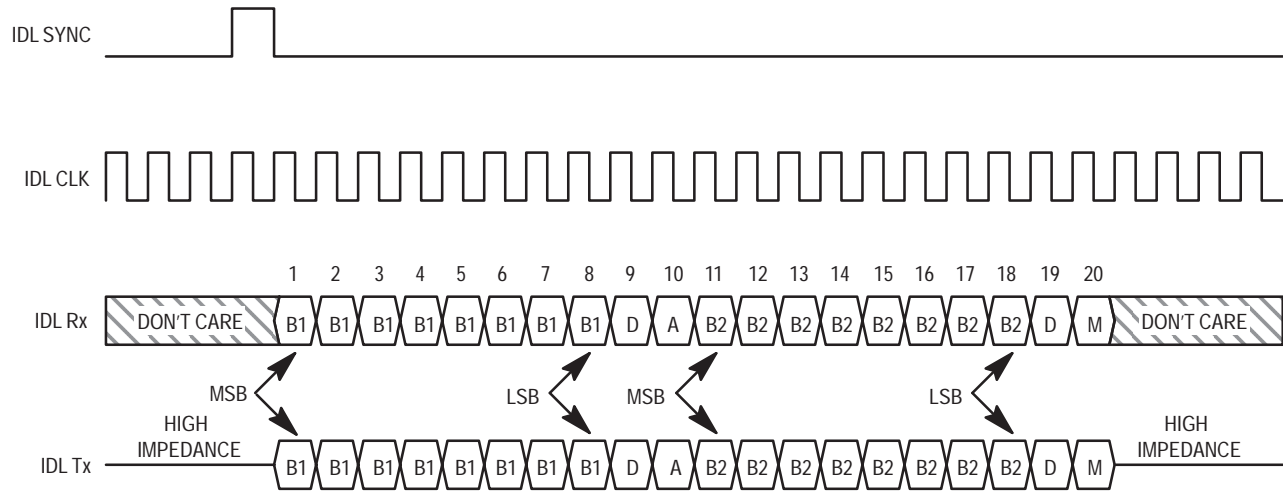 IDL SYNC
IDL CLK
1 2 3 4 5 6 7 8 9 10 11 12 13 14 15 16 17 18 19 20
IDL Rx DON'T CARE B1 B1 B1 B1 B1 B1 B1 B1 D A B2 B2 B2 B2 B2 B2 B2 B2 D M DON'T CARE
MSB LSB MSB LSB
HIGH IMPEDANCE HIGH IMPEDANCE
IDL Tx B1 B1 B1 B1 B1 B1 B1 B1 D A B2 B2 B2 B2 B2 B2 B2 B2 D M